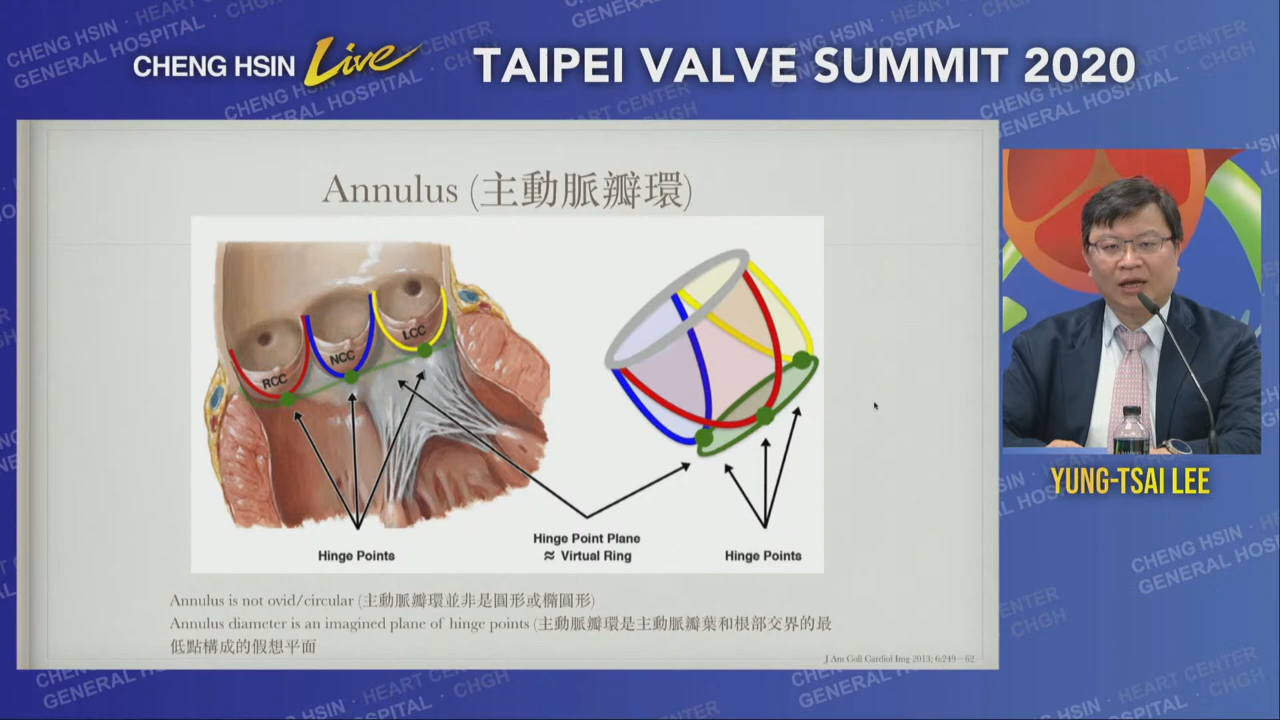 CHENG HSIN Live TAIPEI VALVE SUMMIT 2020
Annulus (主動脈瓣環)
RCC
NCC
LCC
Hinge Points
Hinge Point Plane
≈ Virtual Ring
Hinge Points
Annulus is not ovid/circular (主動脈瓣環並非是圓形或橢圓形)
Annulus diameter is an imagined plane of hinge points (主動脈瓣環是主動脈瓣葉和根部交界的最
低點構成的假想平面
J Am Coll Cardiol Img 2013; 6:249–62
YUNG-TSAI LEE
CHENG HSIN · HEART CENTER
GENERAL HOSPITAL · CHGH